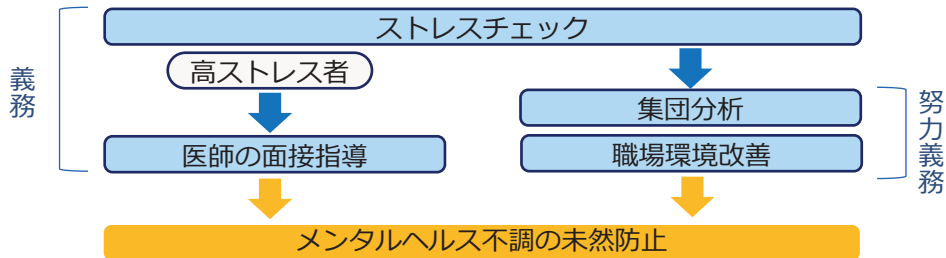 ストレスチェック
義務
高ストレス者
集団分析
努力義務
医師の面接指導
職場環境改善
メンタルヘルス不調の未然防止